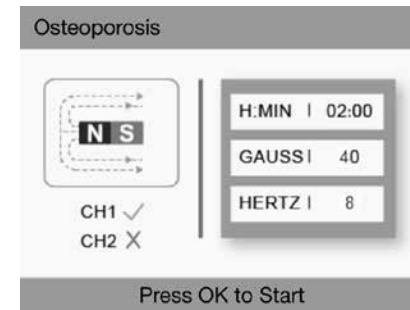 Osteoporosis
N S
CH1 ✓
CH2 X
H:MIN | 02:00
GAUSS | 40
HERTZ | 8
Press OK to Start